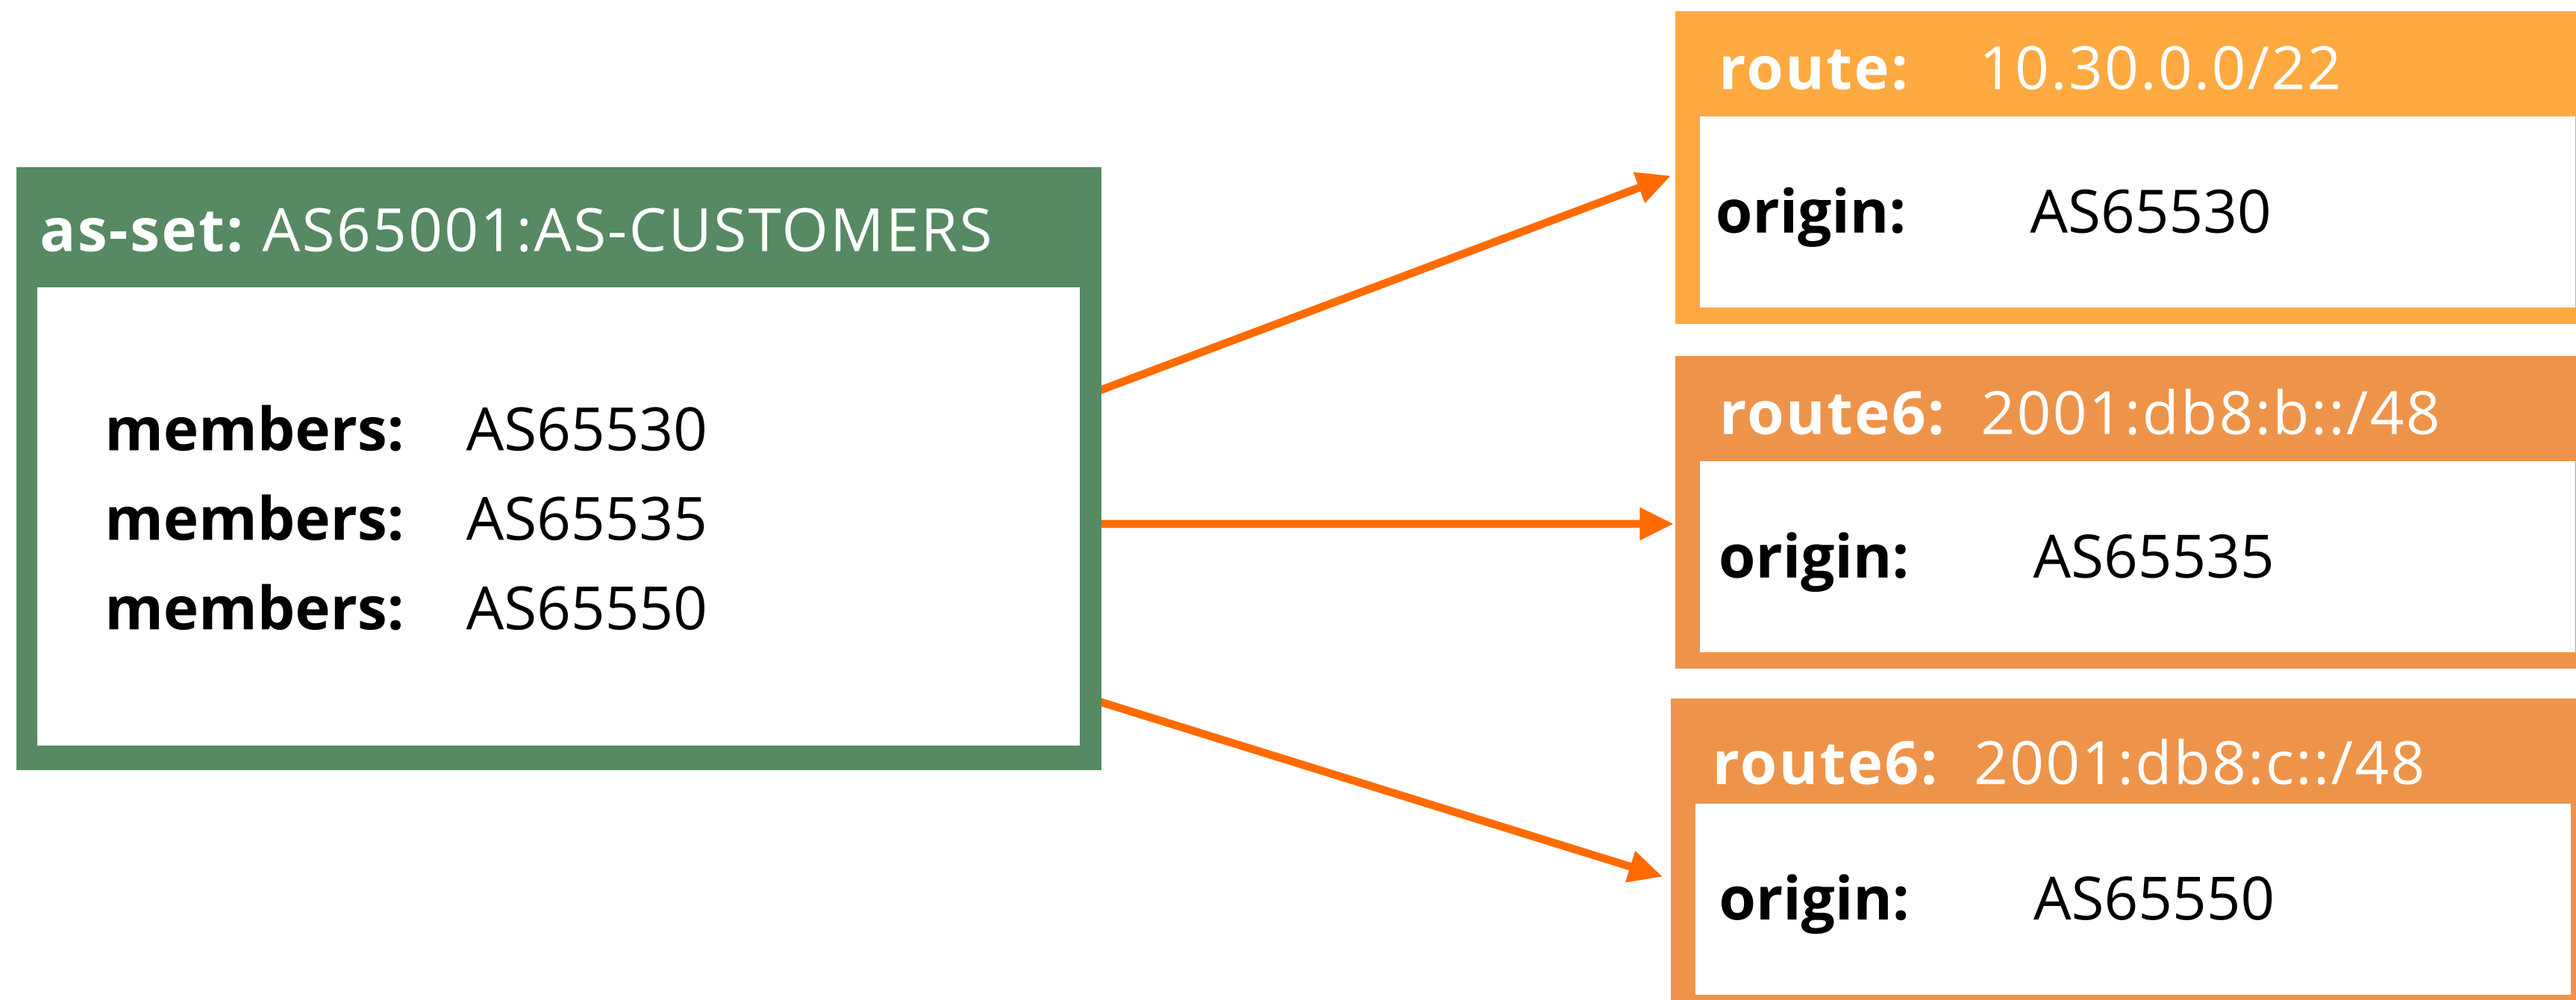 as-set: AS65001:AS-CUSTOMERS
members: AS65530
members: AS65535
members: AS65550
route: 10.30.0.0/22
origin: AS65530
route6: 2001:db8:b::/48
origin: AS65535
route6: 2001:db8:c::/48
origin: AS65550